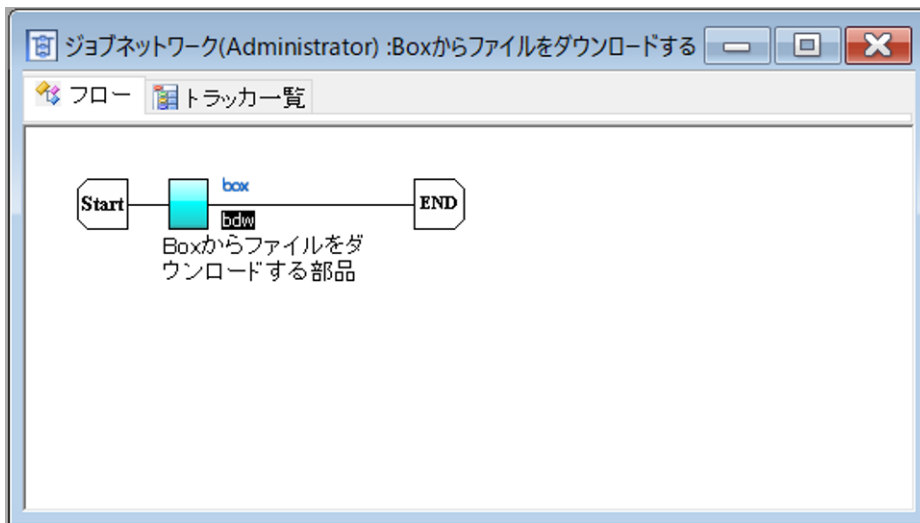 ジョブネットワーク(Administrator) :Boxからファイルをダウンロードする
フロー トラッカ一覧
box
Start END
bdw
Boxからファイルをダ
ウンロードする部品